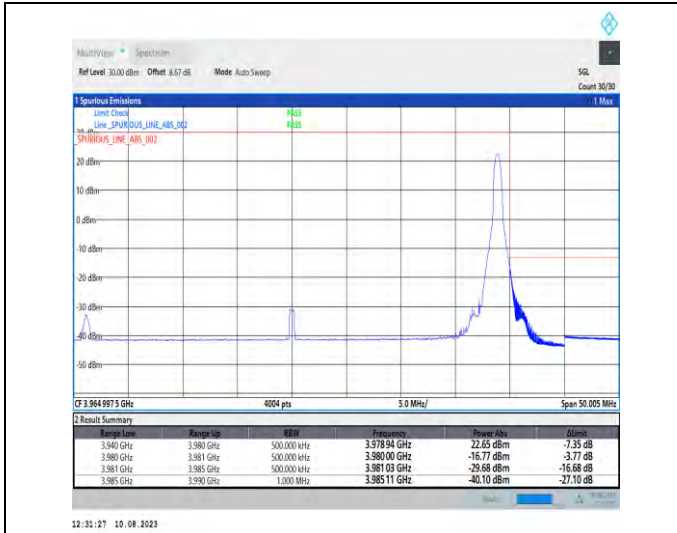 MultiView Spectrum
Ref Level 30.00 dBm Offset 8.67 dB Mode Auto Sweep SGL
Count 30/30
1 Spurious Emissions 1 Max
Limit Check PASS
Line _SPURIOUS_LINE_ABS_002 PASS
_SPURIOUS_LINE_ABS_002
20 dBm
10 dBm
0 dBm
-10 dBm
-20 dBm
-30 dBm
-40 dBm
-50 dBm
CF 3.964 997 5 GHz 4004 pts 5.0 MHz/ Span 50.005 MHz
2 Result Summary
Range Low Range Up RBW Frequency Power Abs ΔLimit
3.940 GHz 3.980 GHz 500.000 kHz 3.978 94 GHz 22.65 dBm -7.35 dB
3.980 GHz 3.981 GHz 500.000 kHz 3.980 00 GHz -16.77 dBm -3.77 dB
3.981 GHz 3.985 GHz 500.000 kHz 3.981 03 GHz -29.68 dBm -16.68 dB
3.985 GHz 3.990 GHz 1.000 MHz 3.985 11 GHz -40.10 dBm -27.10 dB
12:31:27 10.08.2023